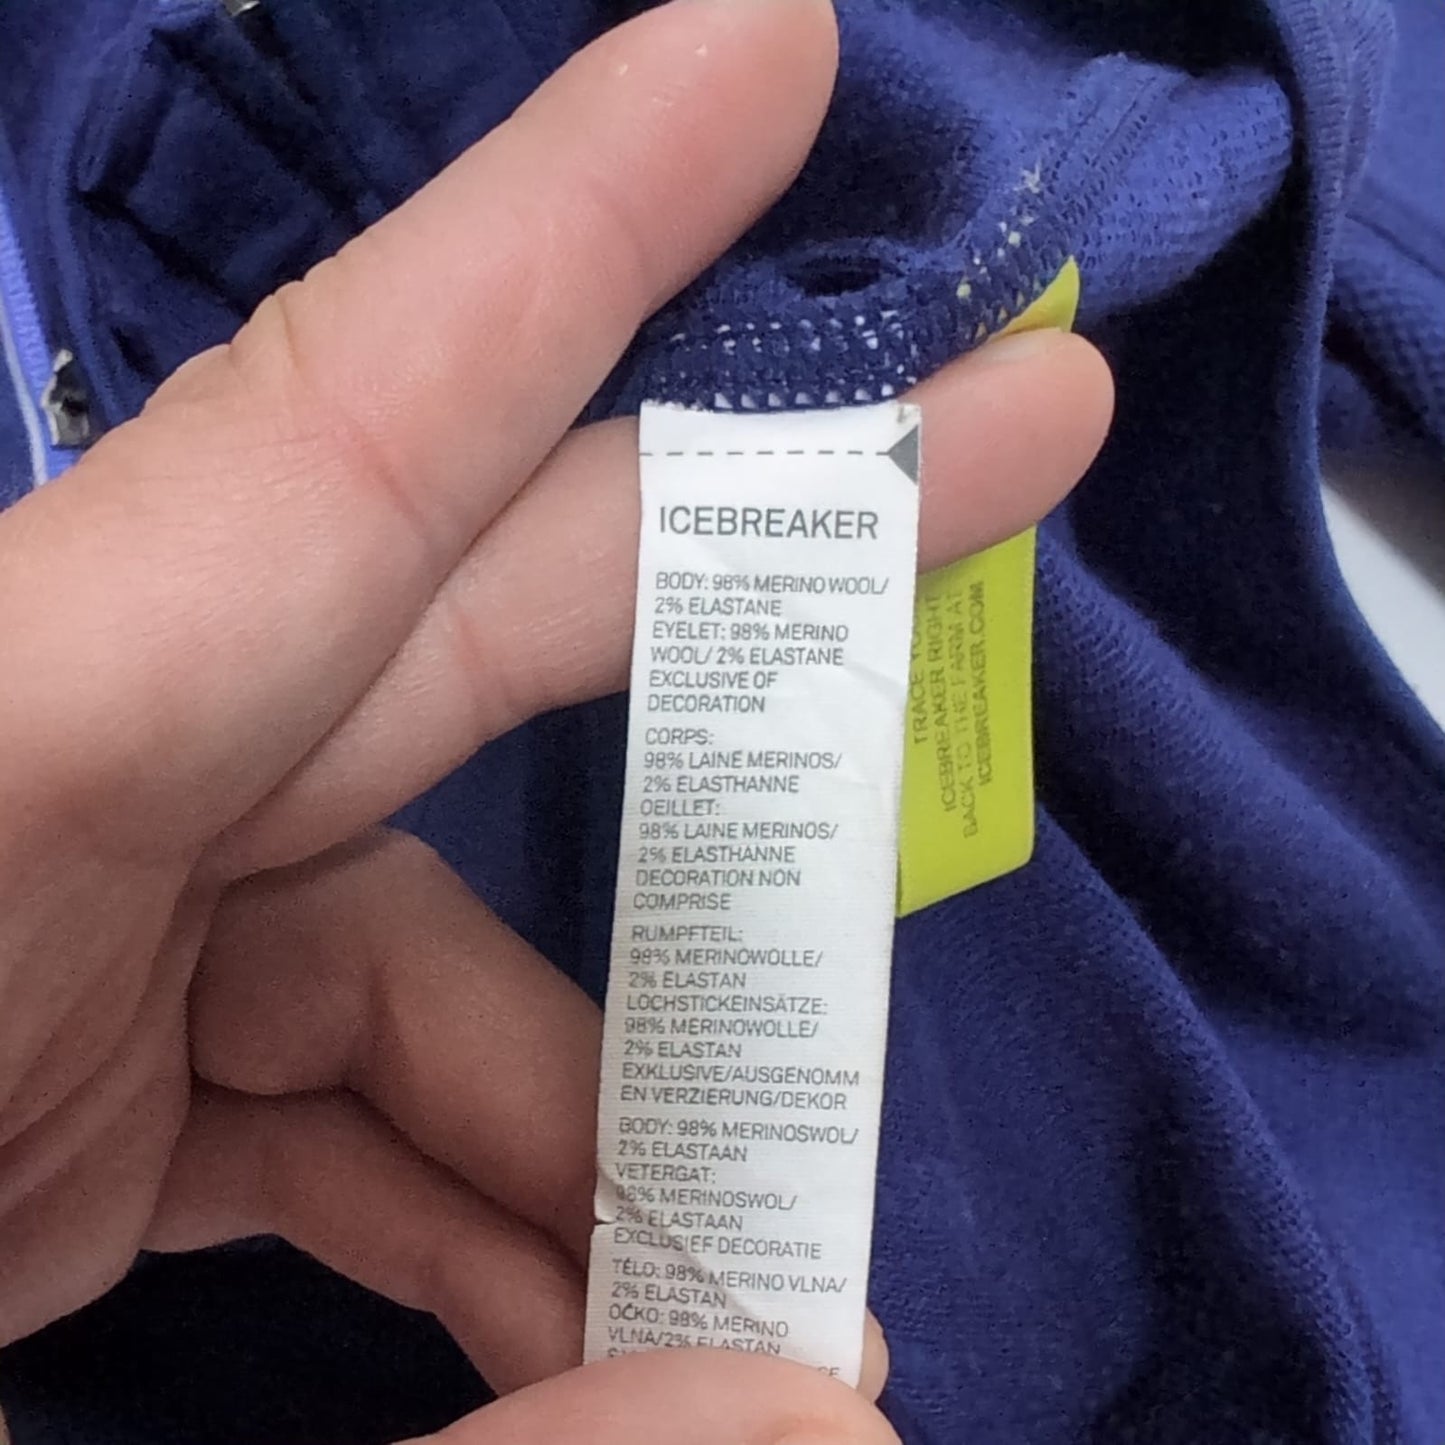 ICEBREAKER
BODY: 98% MERINO WOOL/
2% ELASTANE
EYELET: 98% MERINO
WOOL/ 2% ELASTANE
EXCLUSIVE OF
DECORATION
CORPS:
98% LAINE MERINOS/
2% ELASTHANNE
OEILLET:
98% LAINE MERINOS/
2% ELASTHANNE
DECORATION NON
COMPRISE
RUMPFTEIL:
98% MERINOWOLLE/
2% ELASTAN
LOCHSTICKEINSÄTZE:
98% MERINOWOLLE/
2% ELASTAN
EXKLUSIVE/AUSGENOMM
EN VERZIERUNG/DEKOR
BODY: 98% MERINOSWOL/
2% ELASTAAN
VETERGAT:
98% MERINOSWOL/
2% ELASTAAN
EXCLUSIEF DECORATIE
TĚLO: 98% MERINO VLNA/
2% ELASTAN
OČKO: 98% MERINO
VLNA/2% ELASTAN
TRACE
ICEBREAKER RIGHT
BACK TO THE FARM AT
ICEBREAKER.COM